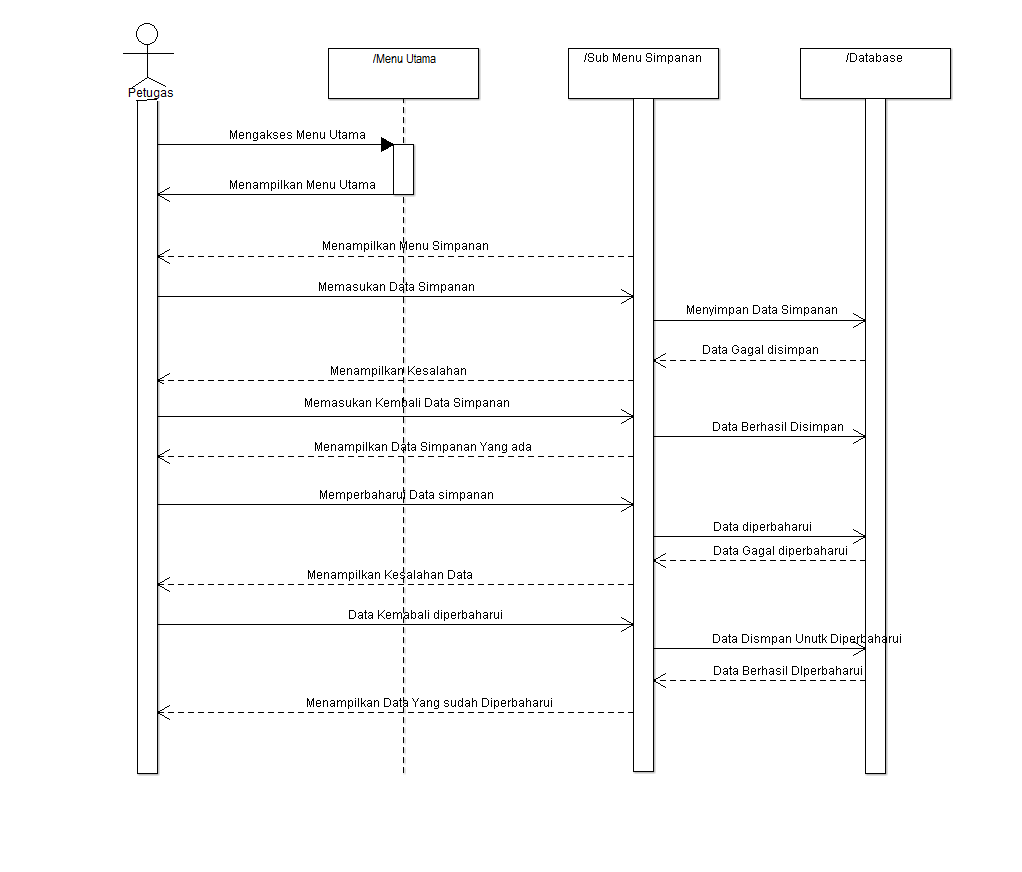 Petugas
/Menu Utama
/Sub Menu Simpanan
/Database
Mengakses Menu Utama
Menampilkan Menu Utama
Menampilkan Menu Simpanan
Memasukan Data Simpanan
Menyimpan Data Simpanan
Data Gagal disimpan
Menampilkan Kesalahan
Memasukan Kembali Data Simpanan
Data Berhasil Disimpan
Menampilkan Data Simpanan Yang ada
Memperbaharui Data simpanan
Data diperbaharui
Data Gagal diperbaharui
Menampilkan Kesalahan Data
Data Kemabali diperbaharui
Data Dismpan Unutk Diperbaharui
Data Berhasil DIperbaharui
Menampilkan Data Yang sudah Diperbaharui